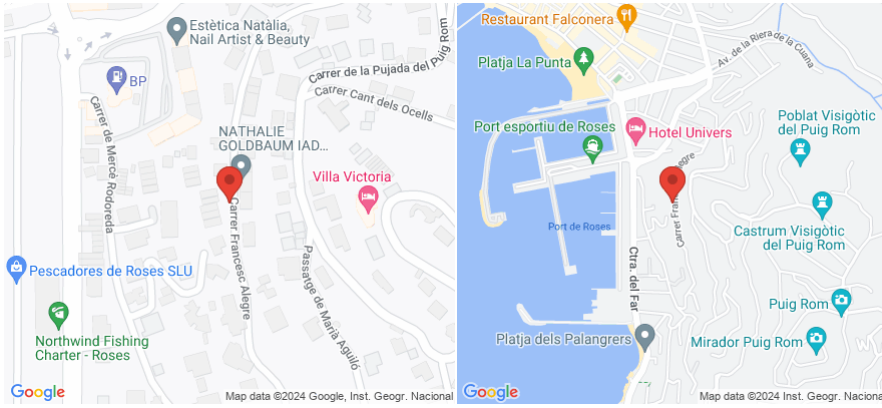 Estètica Natàlia,
Nail Artist & Beauty
Carrer de la Pujada del Puig Rom
BP
Carrer Cant dels Ocells
Carrer de Mercè Rodoreda
NATHALIE
GOLDBAUM IAD...
Villa Victoria
Carrer Francesc Alegre
Passatge de Marià Aguiló
Pescadores de Roses SLU
Northwind Fishing
Charter - Roses
Google
Map data ©2024 Google, Inst. Geogr. Nacional
Restaurant Falconera
Av. de la Riera de la Cuana
Platja La Punta
Poblat Visigòtic
del Puig Rom
Port esportiu de Roses
Hotel Univers
Port de Roses
Carrer Fran
egre
Castrum Visigòtic
del Puig Rom
Ctra. del Far
Puig Rom
Platja dels Palangrers
Mirador Puig Rom
Google
Map data ©2024 Google, Inst. Geogr. Nacional